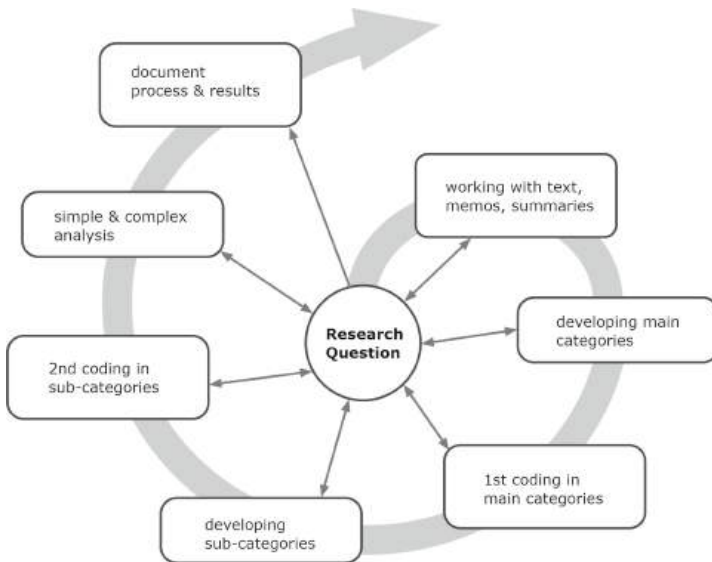 document
process & results
working with text,
memos, summaries
simple & complex
analysis
Research
Question
developing main
categories
2nd coding in
sub-categories
1st coding in
main categories
developing
sub-categories